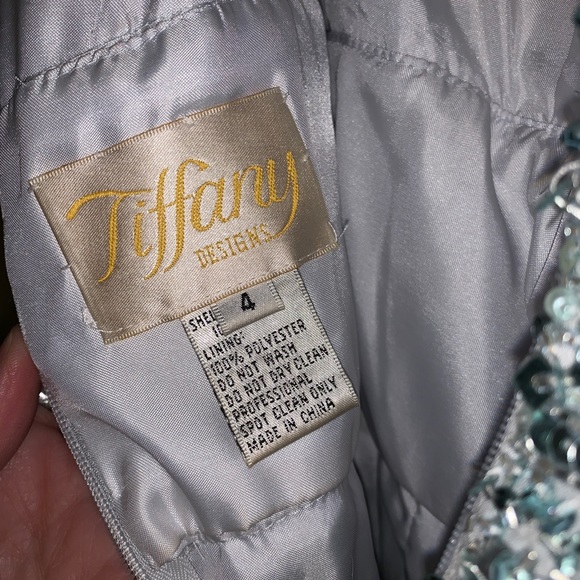 Tiffany
DESIGNS
4
LINING-
100% POLYESTER
DO NOT WASH
DO NOT DRY CLEAN
PROFESSIONAL
SPOT CLEAN ONLY
MADE IN CHINA